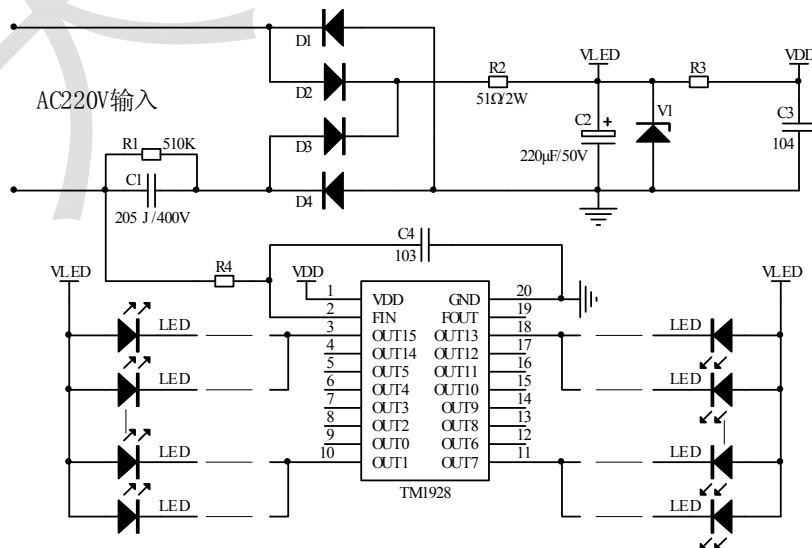 D1
VLED
R2
R3
VDD
D2
51Ω/2W
AC220V输入
C2
+
V1
C3
220μF/50V
104
R1
510K
D3
C1
205 J/400V
D4
C4
103
R4
VLED
VDD
VLED
1
VDD
GND
20
2
FIN
FOUT
19
LED
3
OUT15
OUT13
18
LED
4
OUT14
OUT12
17
5
OUT5
OUT11
16
LED
6
OUT4
OUT10
15
LED
7
OUT3
OUT9
14
8
OUT2
OUT8
13
9
OUT0
OUT6
12
LED
10
OUT1
OUT7
11
LED
TM1928
LED
LED